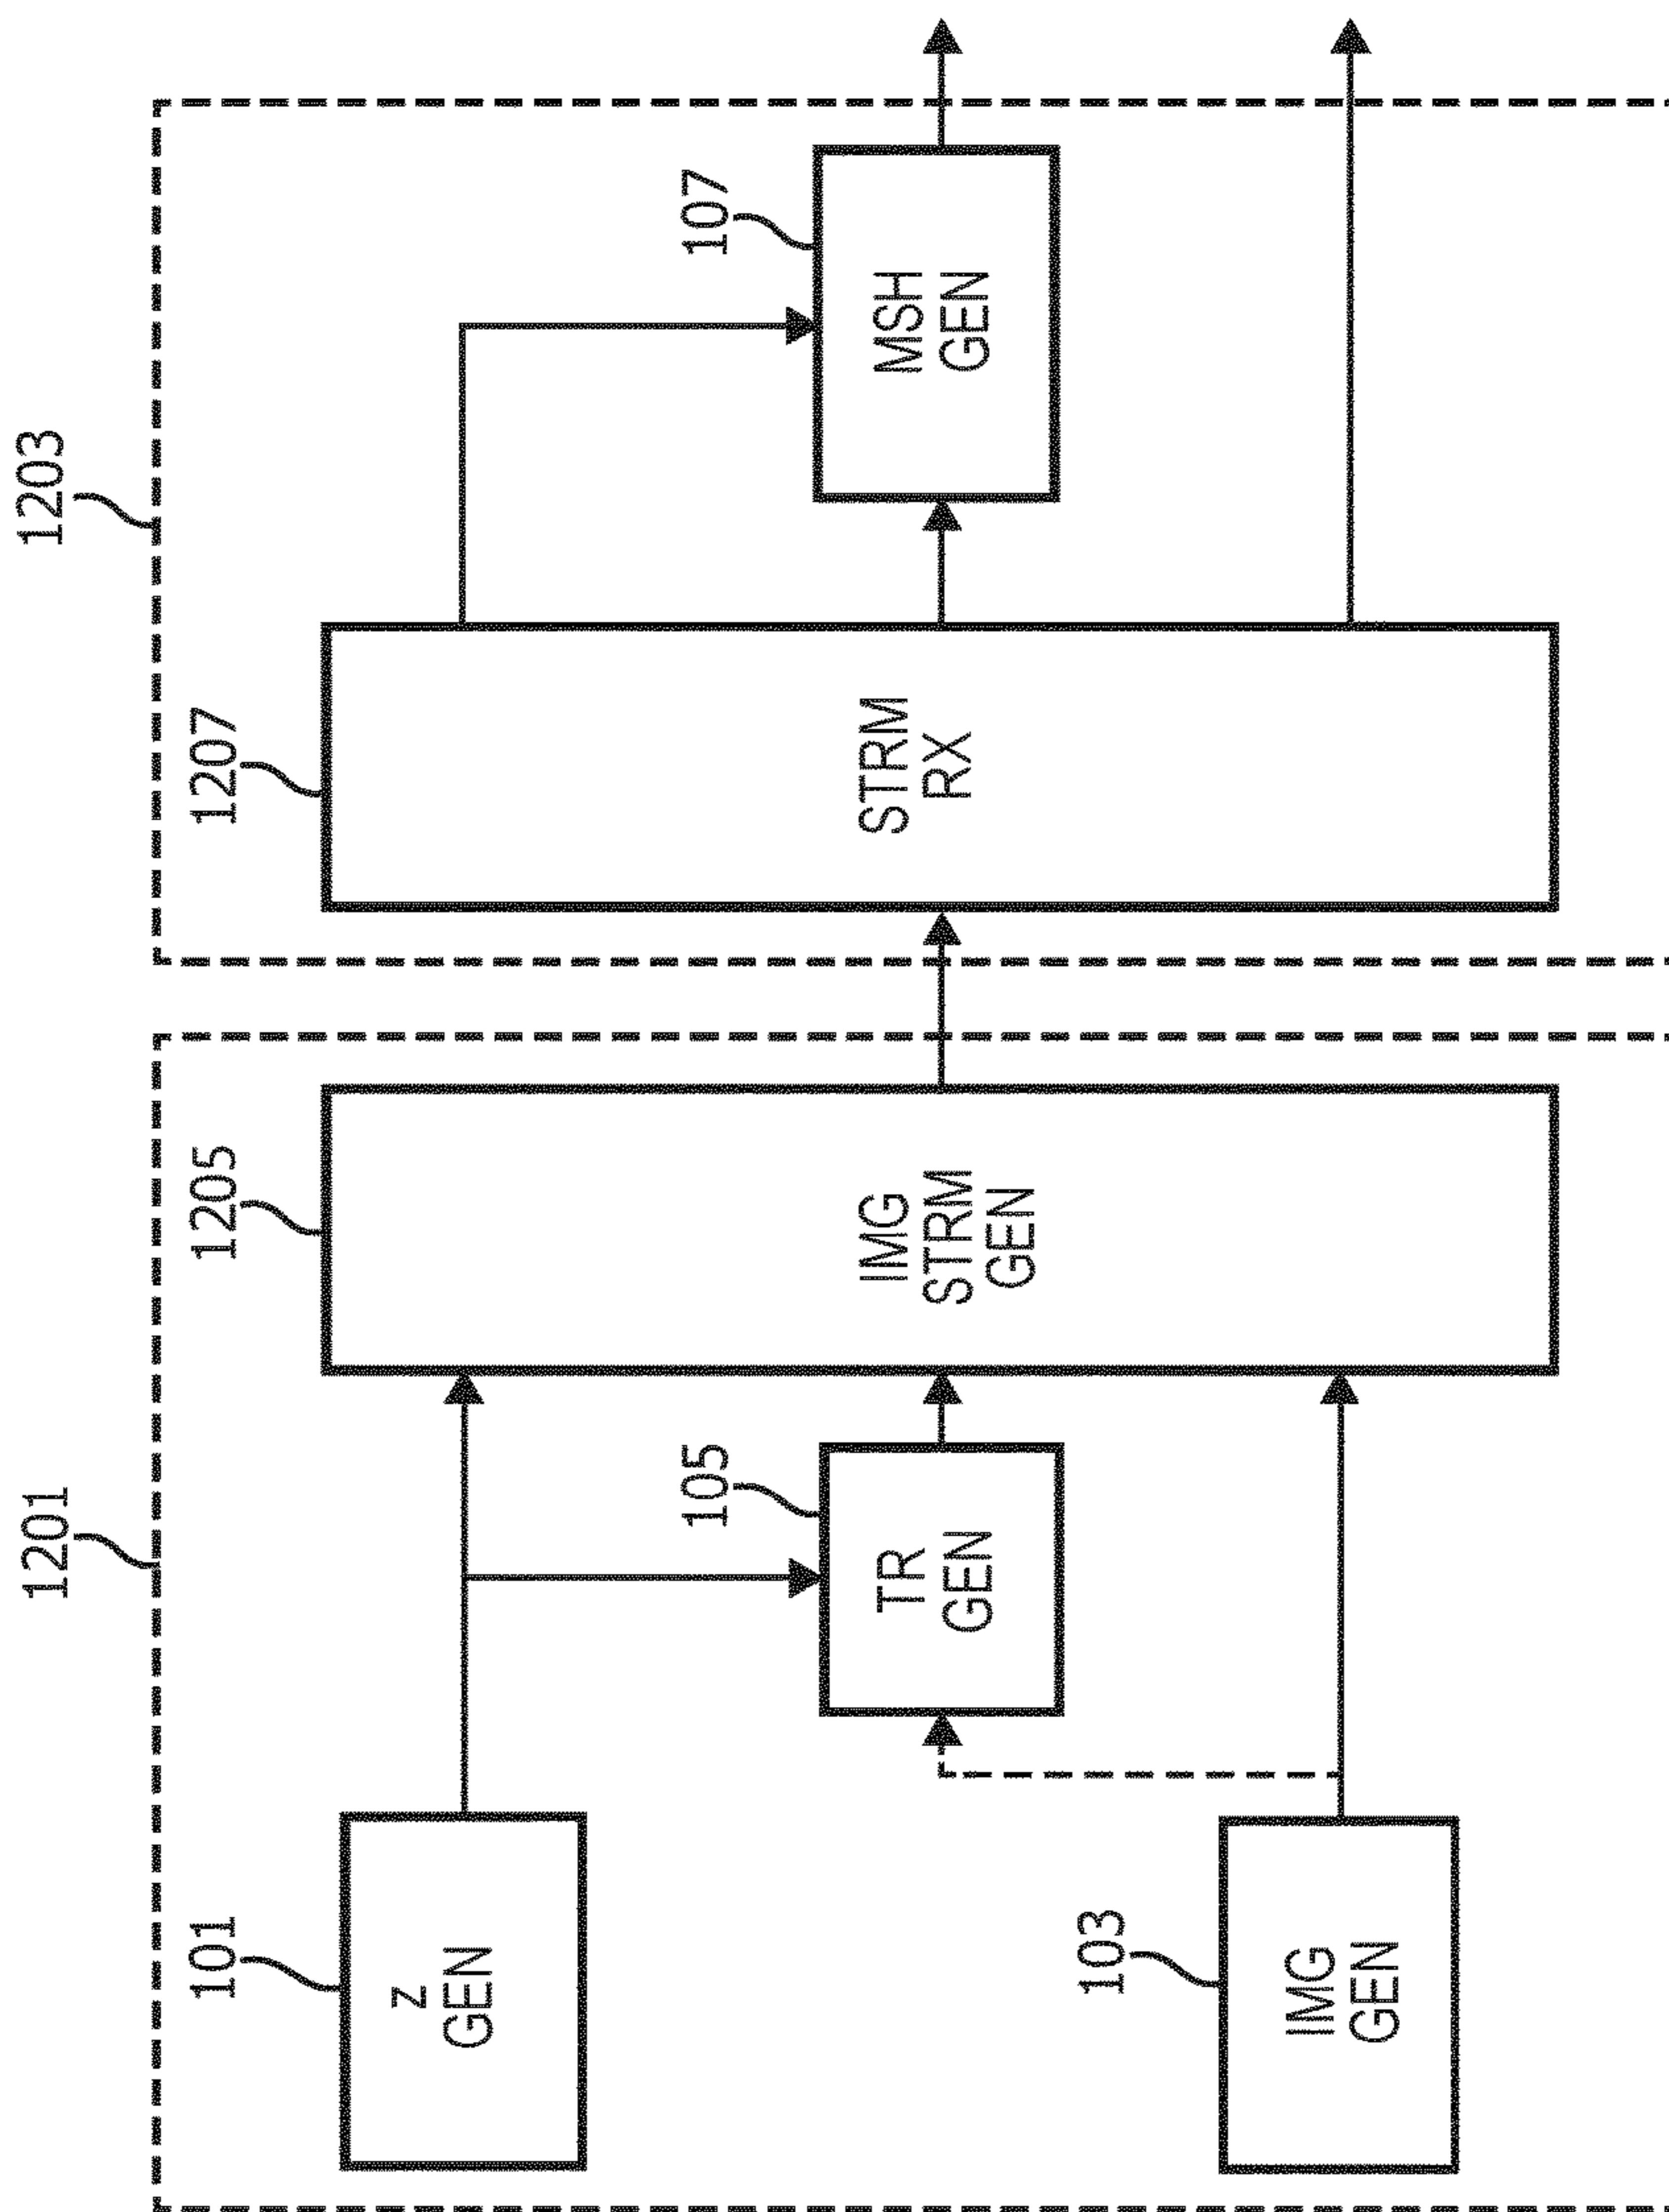 1201
1203
101
Z
GEN
1205
IMG
STRM
GEN
1207
STRM
RX
105
TR
GEN
107
MSH
GEN
103
IMG
GEN